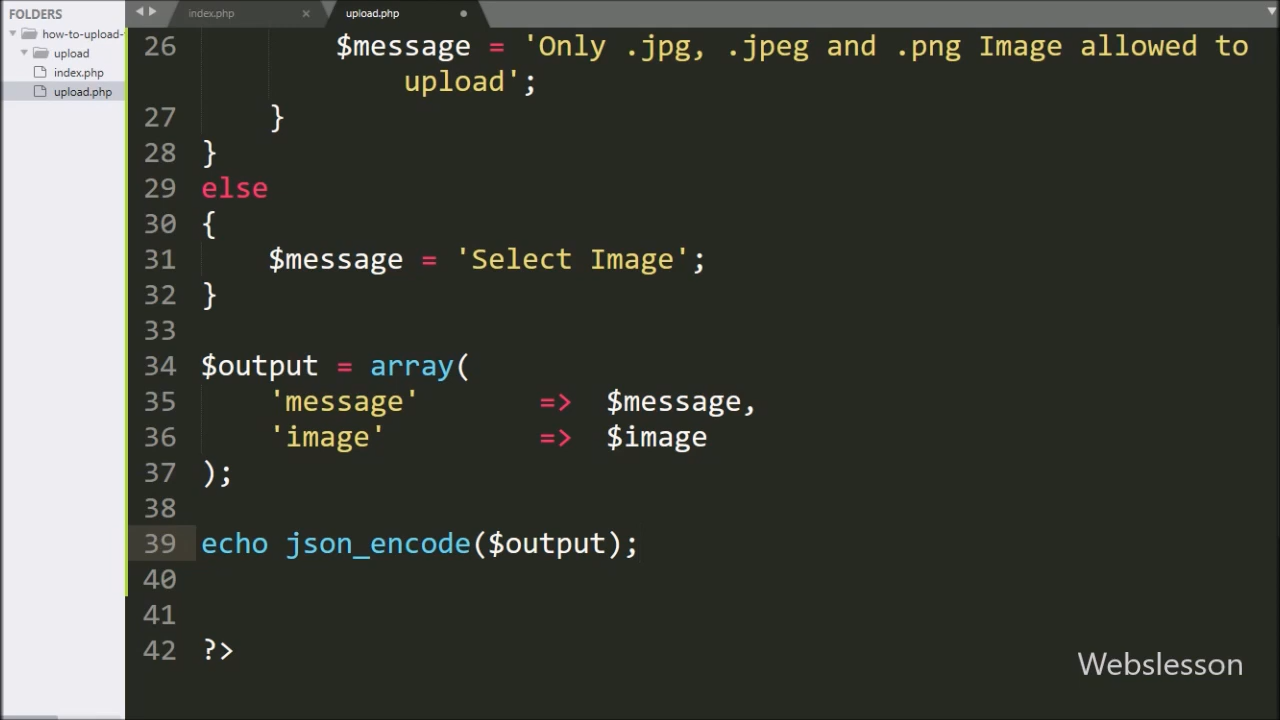 FOLDERS
how-to-upload-
upload
index.php
upload.php
index.php ×
upload.php
26 $message = 'Only .jpg, .jpeg and .png Image allowed to
upload';
27 }
28 }
29 else
30 {
31 $message = 'Select Image';
32 }
33
34 $output = array(
35 'message' => $message,
36 'image' => $image
37 );
38
39 echo json_encode($output);
40
41
42 ?>
Webslesson